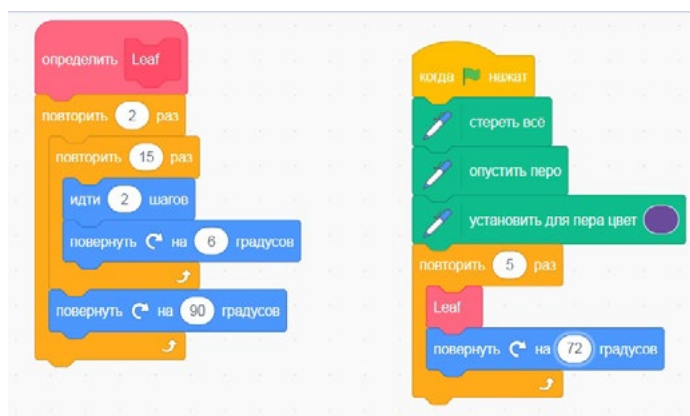 определить Leaf
повторить 2 раз
повторить 15 раз
идти 2 шагов
повернуть на 6 градусов
повернуть на 90 градусов
когда нажат
стереть всё
опустить перо
установить для пера цвет
повторить 5 раз
Leaf
повернуть на 72 градусов